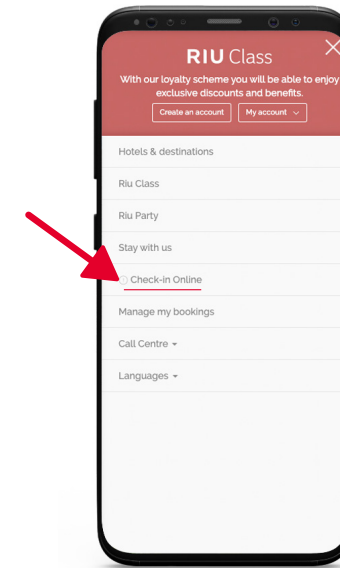 RIU Class
With our loyalty scheme you will be able to enjoy
exclusive discounts and benefits.
Create an account
My account
Hotels & destinations
Riu Class
Riu Party
Stay with us
Check-in Online
Manage my bookings
Call Centre
Languages